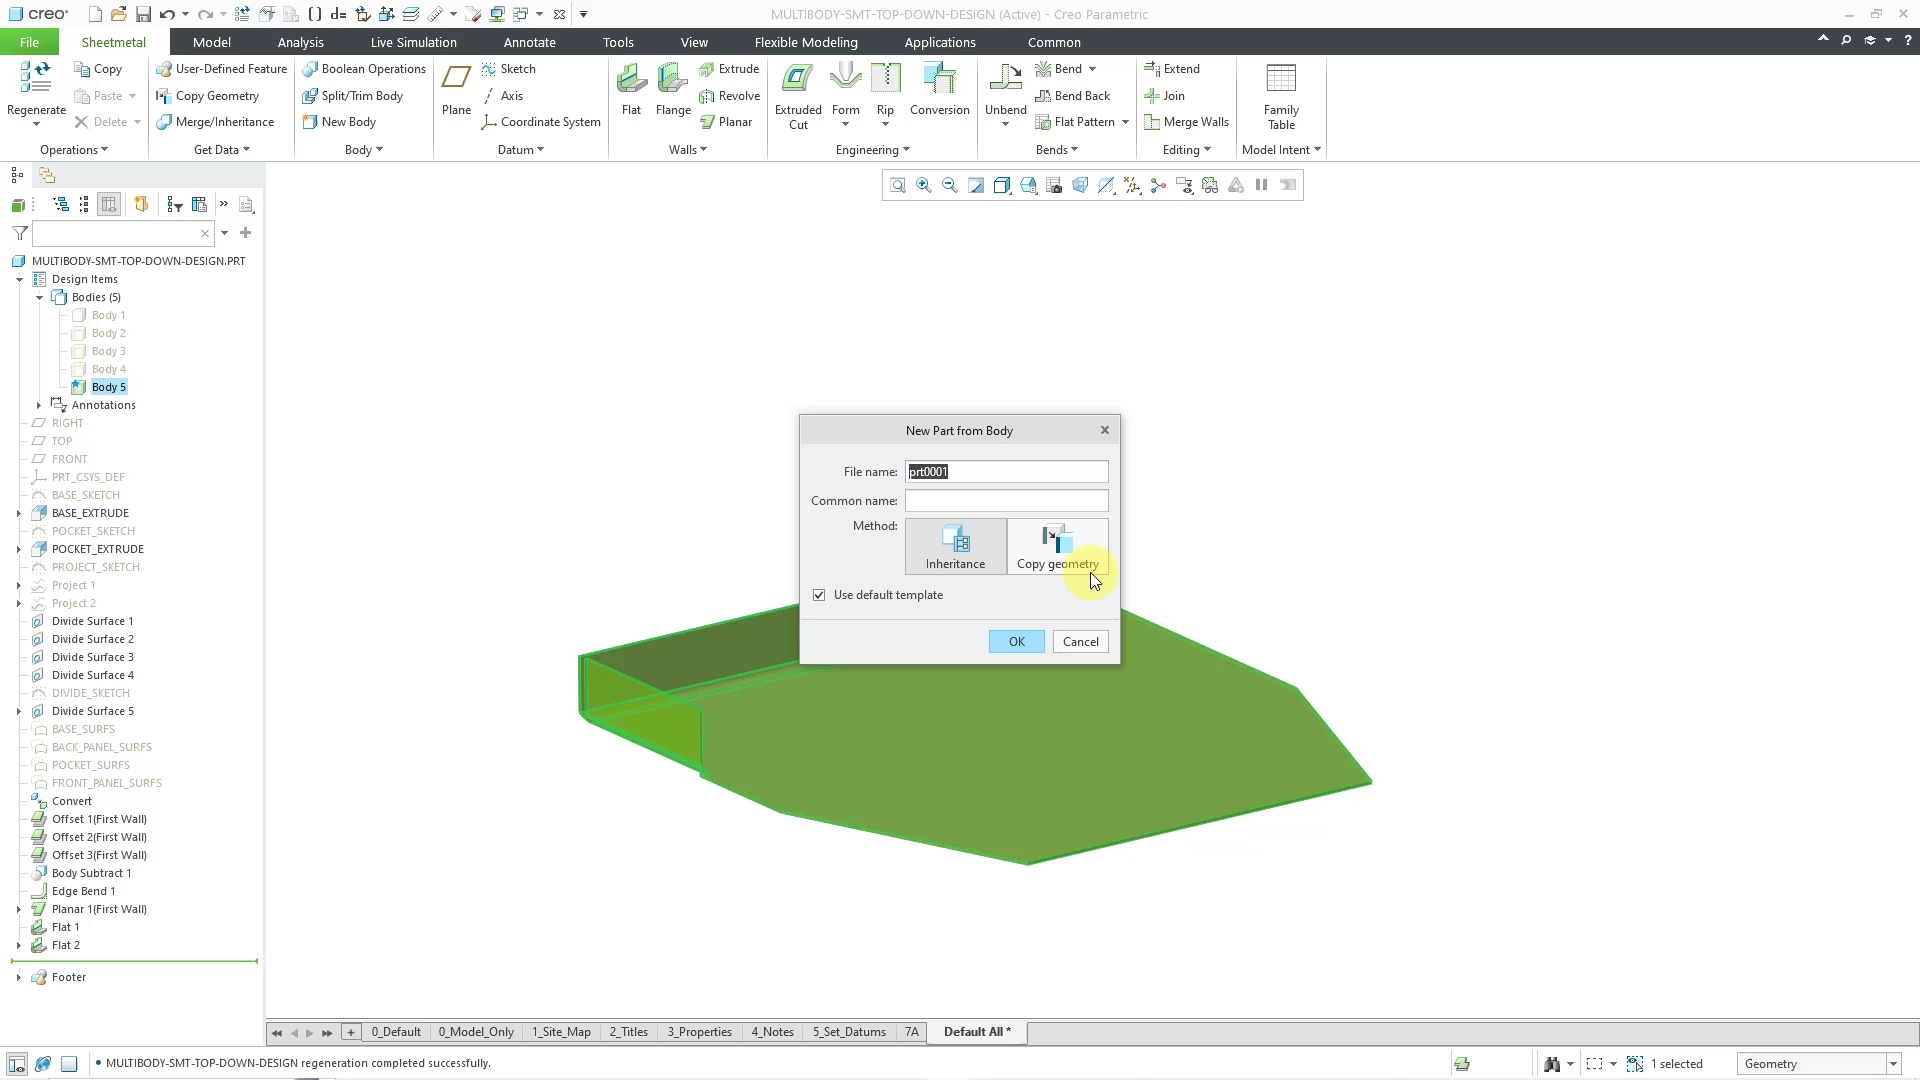 creo
MULTIBODY-SMT-TOP-DOWN-DESIGN (Active) - Creo Parametric
File
Sheetmetal
Model
Analysis
Live Simulation
Annotate
Tools
View
Flexible Modeling
Applications
Common
Regenerate
Copy
Paste
Delete
Operations
User-Defined Feature
Copy Geometry
Merge/Inheritance
Get Data
Boolean Operations
Split/Trim Body
New Body
Body
Plane
Sketch
Axis
Coordinate System
Datum
Flat
Flange
Extrude
Revolve
Planar
Walls
Extruded
Cut
Form
Rip
Conversion
Engineering
Unbend
Bend
Bend Back
Flat Pattern
Bends
Extend
Join
Merge Walls
Editing
Family
Table
Model Intent
MULTIBODY-SMT-TOP-DOWN-DESIGN.PRT
Design Items
Bodies (5)
Body 1
Body 2
Body 3
Body 4
Body 5
Annotations
RIGHT
TOP
FRONT
PRT_CSYS_DEF
BASE_SKETCH
BASE_EXTRUDE
POCKET_SKETCH
POCKET_EXTRUDE
PROJECT_SKETCH
Project 1
Project 2
Divide Surface 1
Divide Surface 2
Divide Surface 3
Divide Surface 4
DIVIDE_SKETCH
Divide Surface 5
BASE_SURFS
BACK_PANEL_SURFS
POCKET_SURFS
FRONT_PANEL_SURFS
Convert
Offset 1(First Wall)
Offset 2(First Wall)
Offset 3(First Wall)
Body Subtract 1
Edge Bend 1
Planar 1(First Wall)
Flat 1
Flat 2
Footer
New Part from Body
File name: prt0001
Common name:
Method:
Inheritance
Copy geometry
Use default template
OK
Cancel
0_Default
0_Model_Only
1_Site_Map
2_Titles
3_Properties
4_Notes
5_Set_Datums
7A
Default All *
• MULTIBODY-SMT-TOP-DOWN-DESIGN regeneration completed successfully.
1 selected
Geometry